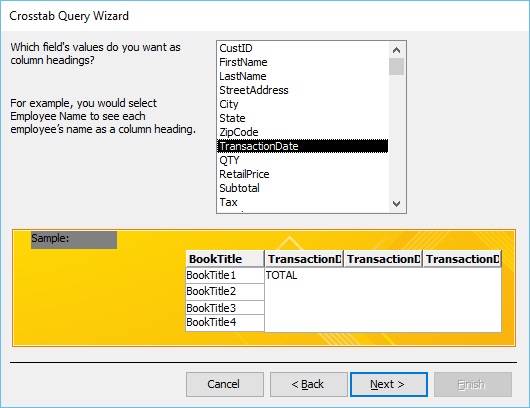 Crosstab Query Wizard
Which field's values do you want as
column headings?
For example, you would select
Employee Name to see each
employee's name as a column heading.
CustID
FirstName
LastName
StreetAddress
City
State
ZipCode
TransactionDate
QTY
RetailPrice
Subtotal
Tax
Sample:
BookTitle TransactionD TransactionD TransactionD
BookTitle1 TOTAL
BookTitle2
BookTitle3
BookTitle4
Cancel < Back Next > Finish